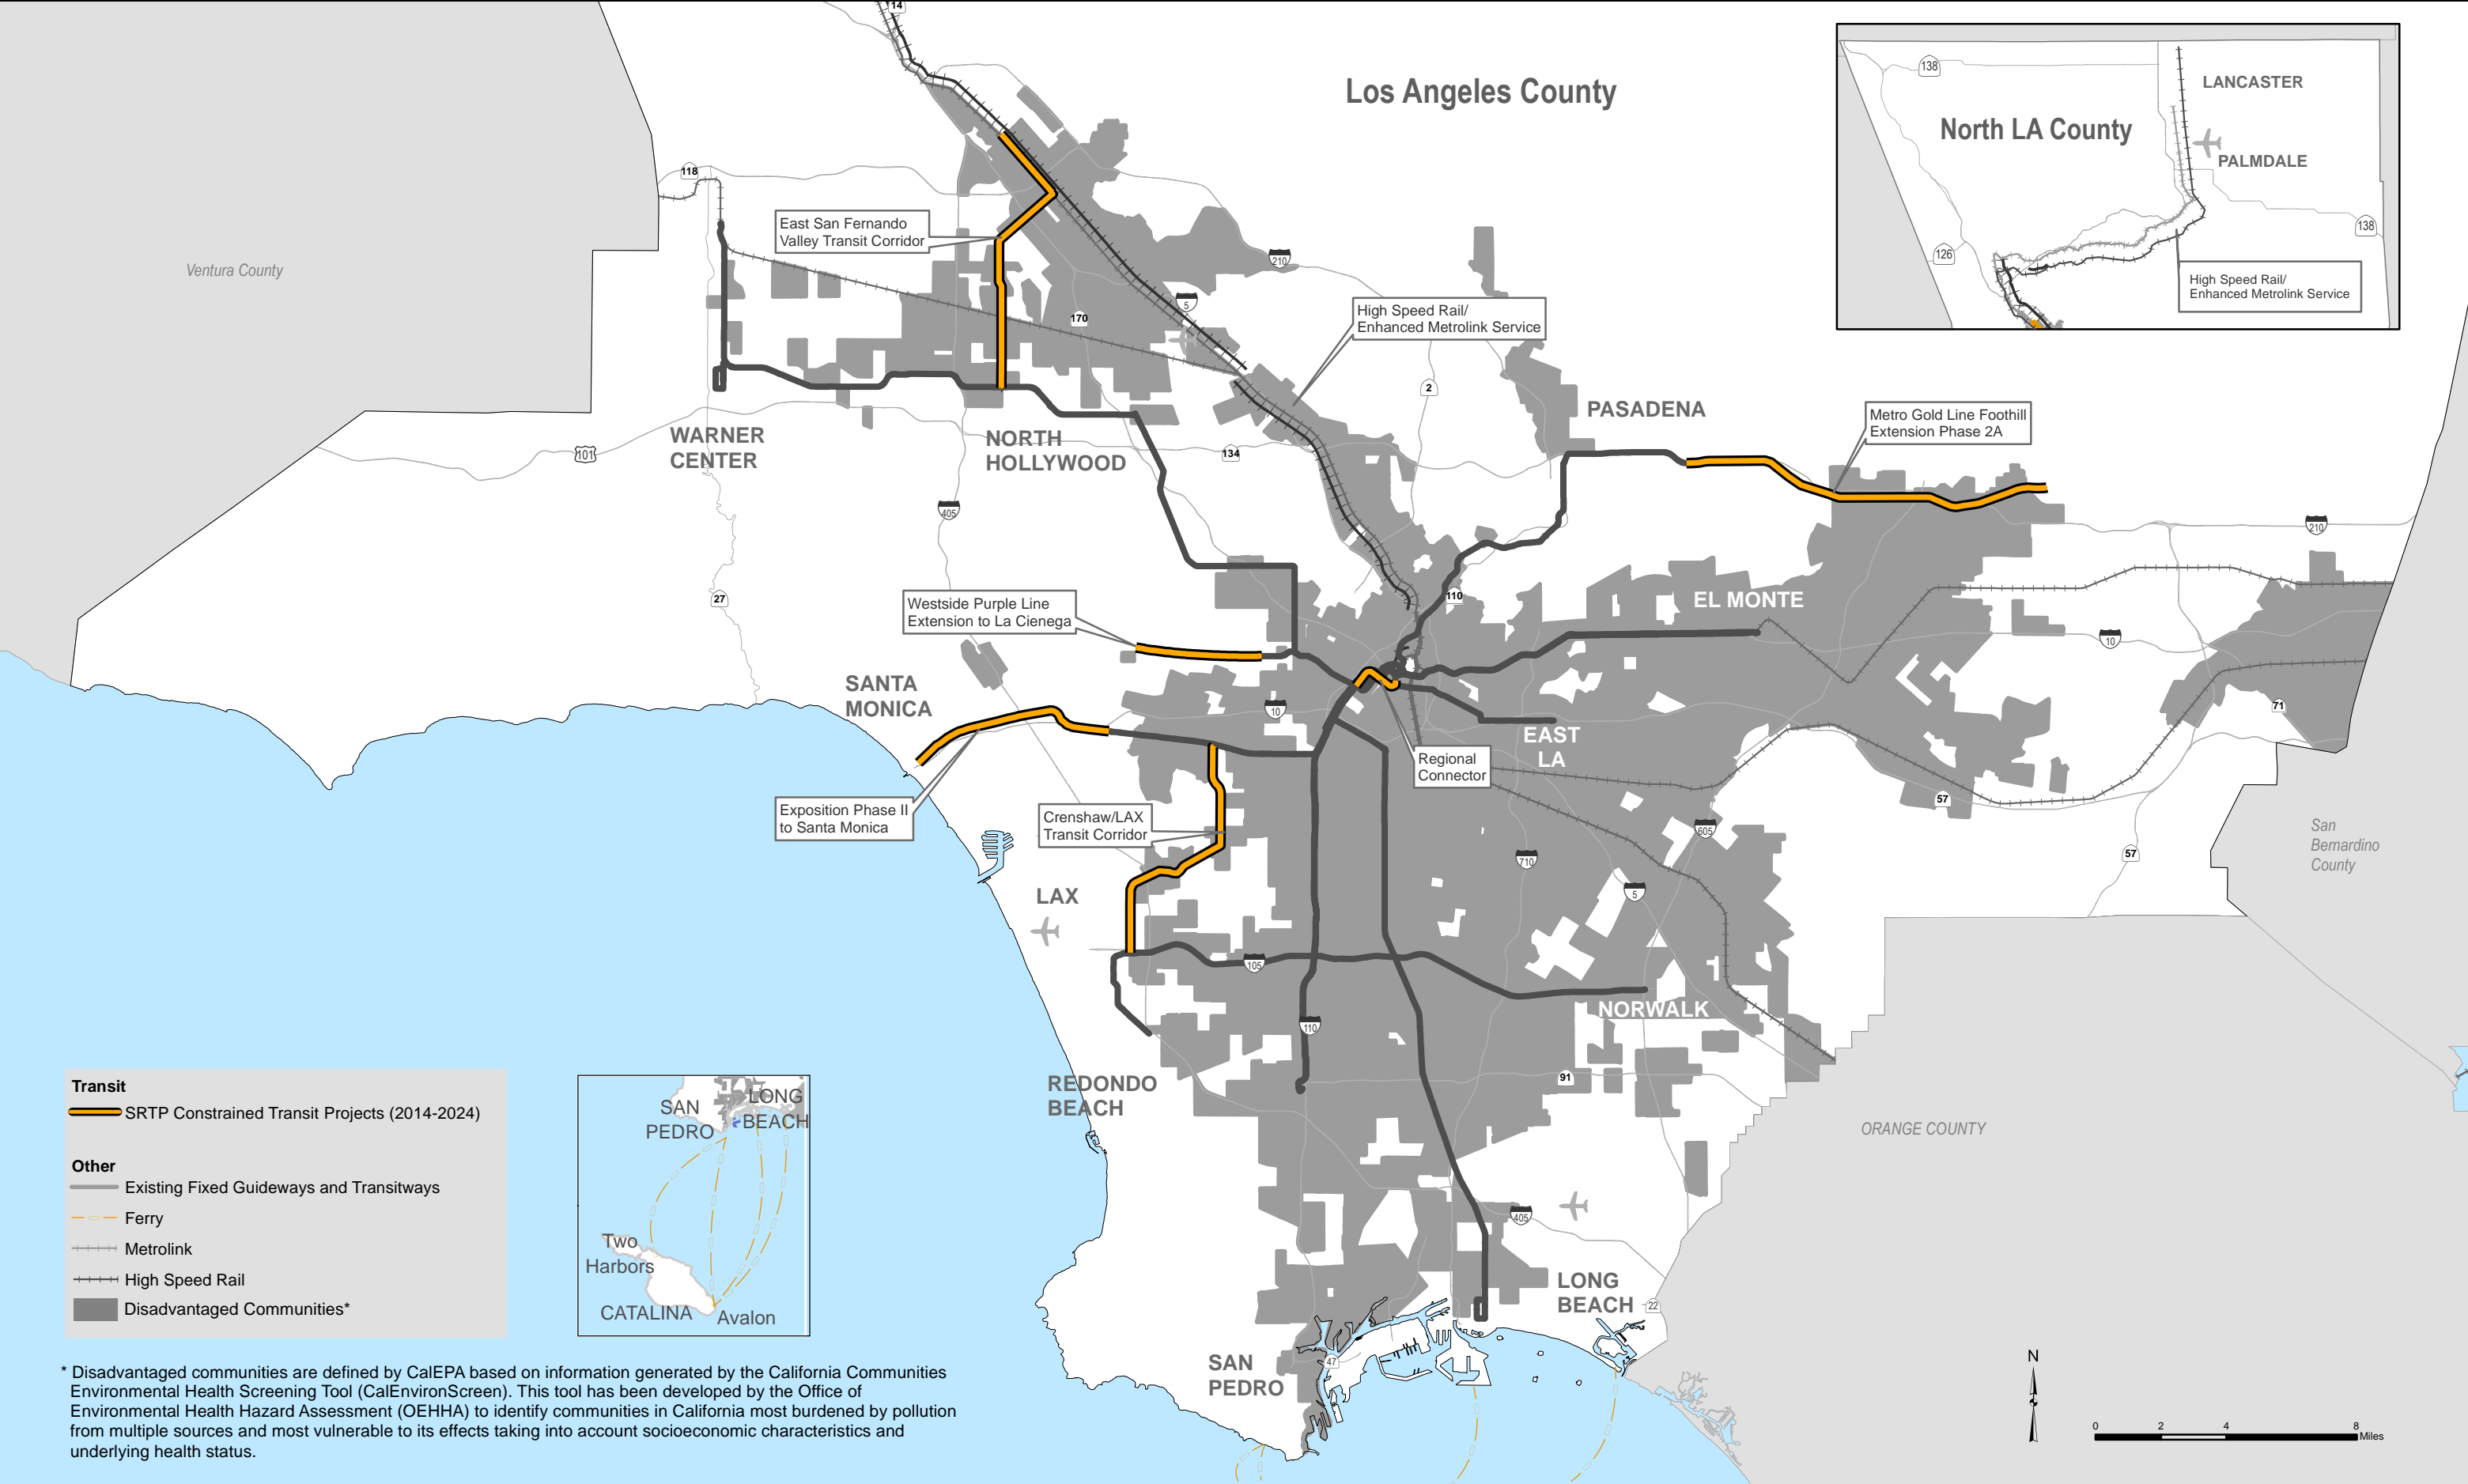 14
Los Angeles County
138
LANCASTER
North LA County
PALMDALE
138
126
High Speed Rail/
Enhanced Metrolink Service
118
East San Fernando
Valley Transit Corridor
Ventura County
210
5
170
High Speed Rail/
Enhanced Metrolink Service
2
PASADENA
Metro Gold Line Foothill
Extension Phase 2A
WARNER
CENTER
NORTH
HOLLYWOOD
101
134
405
210
27
110
Westside Purple Line
Extension to La Cienega
EL MONTE
10
SANTA
MONICA
10
71
EAST
LA
Regional
Connector
Exposition Phase II
to Santa Monica
Crenshaw/LAX
Transit Corridor
57
605
San
Bernardino
County
57
710
5
LAX
105
NORWALK
110
REDONDO
BEACH
91
ORANGE COUNTY
405
LONG
BEACH
22
SAN
PEDRO
47
Transit
SRTP Constrained Transit Projects (2014-2024)
Other
Existing Fixed Guideways and Transitways
Ferry
Metrolink
High Speed Rail
Disadvantaged Communities*
SAN
PEDRO
LONG
BEACH
Two
Harbors
CATALINA
Avalon
* Disadvantaged communities are defined by CalEPA based on information generated by the California Communities
Environmental Health Screening Tool (CalEnvironScreen). This tool has been developed by the Office of
Environmental Health Hazard Assessment (OEHHA) to identify communities in California most burdened by pollution
from multiple sources and most vulnerable to its effects taking into account socioeconomic characteristics and
underlying health status.
N
0 2 4 8
Miles